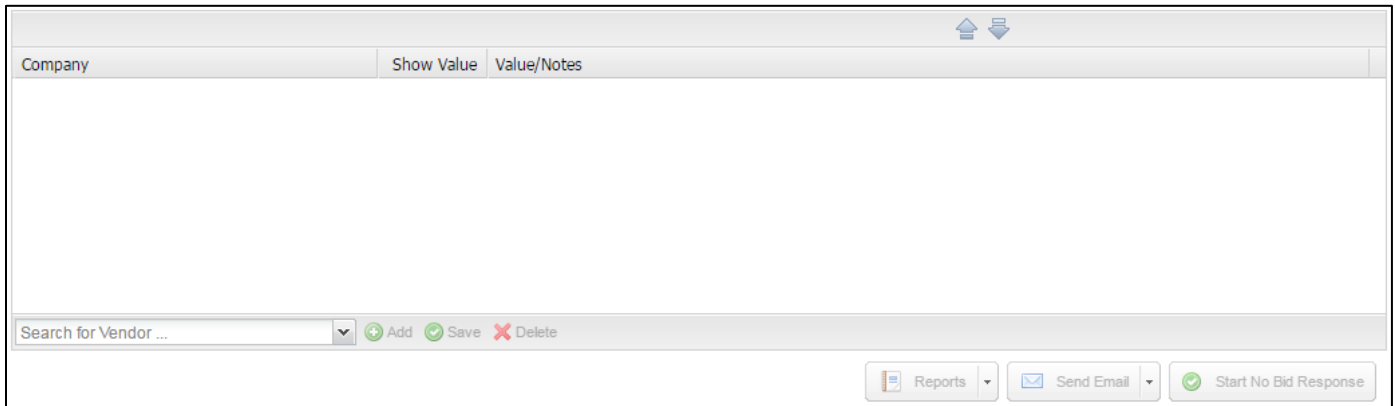 Company Show Value Value/Notes
Search for Vendor ... Add Save Delete
Reports Send Email Start No Bid Response